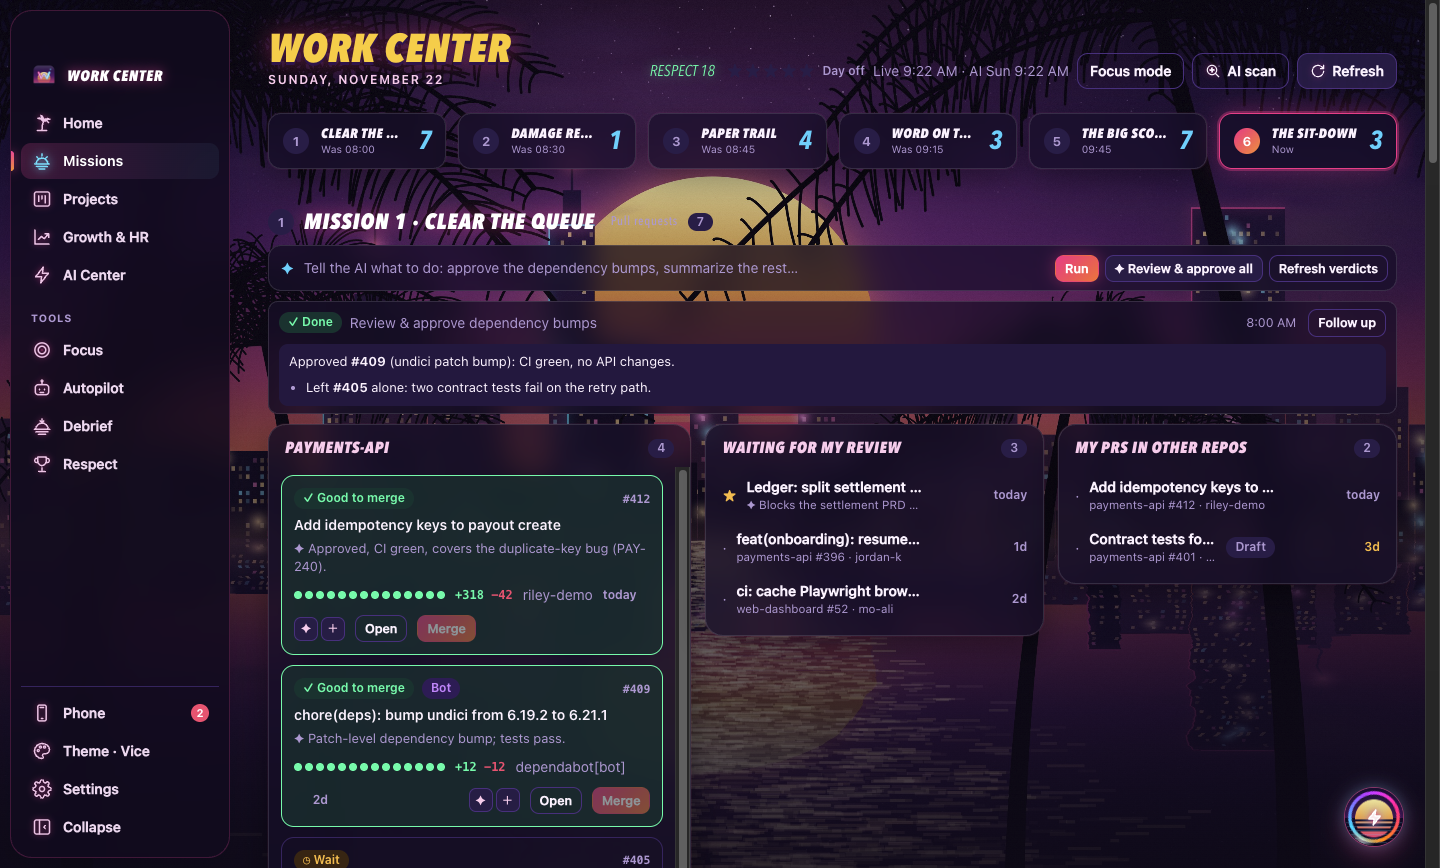 WORK CENTER
Home
Missions
Projects
Growth & HR
AI Center
TOOLS
Focus
Autopilot
Debrief
Respect
Phone
2
Theme · Vice
Settings
Collapse
WORK CENTER
SUNDAY, NOVEMBER 22
RESPECT 18
Day off
Live 9:22 AM · AI Sun 9:22 AM
Focus mode
AI scan
Refresh
1
CLEAR THE ...
Was 08:00
7
2
DAMAGE RE...
Was 08:30
1
3
PAPER TRAIL
Was 08:45
4
4
WORD ON T...
Was 09:15
3
5
THE BIG SCO...
09:45
7
6
THE SIT-DOWN
Now
3
1
MISSION 1 · CLEAR THE QUEUE
7
Tell the AI what to do: approve the dependency bumps, summarize the rest...
Run
Review & approve all
Refresh verdicts
✓ Done
Review & approve dependency bumps
8:00 AM
Follow up
Approved #409 (undici patch bump): CI green, no API changes.
• Left #405 alone: two contract tests fail on the retry path.
PAYMENTS-API
4
✓ Good to merge
#412
Add idempotency keys to payout create
Approved, CI green, covers the duplicate-key bug (PAY-
240).
+318 −42 riley-demo today
Open
Merge
✓ Good to merge
Bot
#409
chore(deps): bump undici from 6.19.2 to 6.21.1
Patch-level dependency bump; tests pass.
+12 −12 dependabot[bot]
2d
Open
Merge
Wait
#405
WAITING FOR MY REVIEW
3
Ledger: split settlement ...
Blocks the settlement PRD ...
today
feat(onboarding): resume...
payments-api #396 · jordan-k
1d
ci: cache Playwright brow...
web-dashboard #52 · mo-ali
2d
MY PRS IN OTHER REPOS
2
Add idempotency keys to ...
payments-api #412 · riley-demo
today
Contract tests fo...
payments-api #401 · ...
Draft
3d